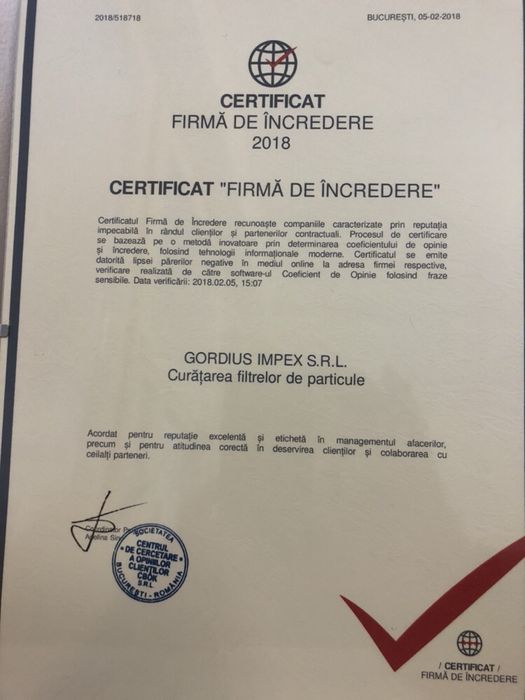 2018/518718
BUCUREȘTI, 05-02-2018
CERTIFICAT
FIRMĂ DE ÎNCREDERE
2018
CERTIFICAT "FIRMĂ DE ÎNCREDERE"
Certificatul Firmă de Încredere recunoaște companiile caracterizate prin reputația
impecabilă în rândul clienților și partenerilor contractuali. Procesul de certificare
se bazează pe o metodă inovatoare prin determinarea coeficientului de opinie
și încredere, folosind tehnologii informaționale moderne. Certificatul se emite
datorită lipsei părerilor negative în mediul online la adresa firmei respective,
verificare realizată de către software-ul Coeficient de Opinie folosind fraze
sensibile. Data verificării: 2018.02.05, 15:07
GORDIUS IMPEX S.R.L.
Curățarea filtrelor de particule
Acordat pentru reputație excelentă și etichetă în managementul afacerilor,
precum și pentru atitudinea corectă în deservirea clienților și colaborarea cu
ceilalți parteneri.
SOCIETATEA
CENTRUL
DE CERCETARE
A OPINIILOR
CLIENȚILOR
CBOK
S.R.L
BUCUREȘTI - ROMÂNIA
/ CERTIFICAT /
FIRMĂ DE ÎNCREDERE